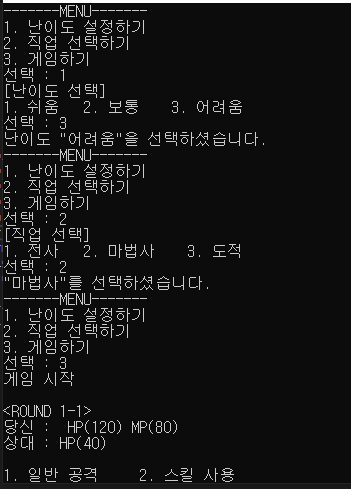 -------MENU-------
1. 난이도 설정하기
2. 직업 선택하기
3. 게임하기
선택 : 1
[난이도 선택]
1. 쉬움   2. 보통   3. 어려움
선택 : 3
난이도 "어려움"을 선택하셨습니다.
-------MENU-------
1. 난이도 설정하기
2. 직업 선택하기
3. 게임하기
선택 : 2
[직업 선택]
1. 전사   2. 마법사   3. 도적
선택 : 2
"마법사"를 선택하셨습니다.
-------MENU-------
1. 난이도 설정하기
2. 직업 선택하기
3. 게임하기
선택 : 3
게임 시작
<ROUND 1-1>
당신 :  HP(120) MP(80)
상대 : HP(40)
1. 일반 공격    2. 스킬 사용